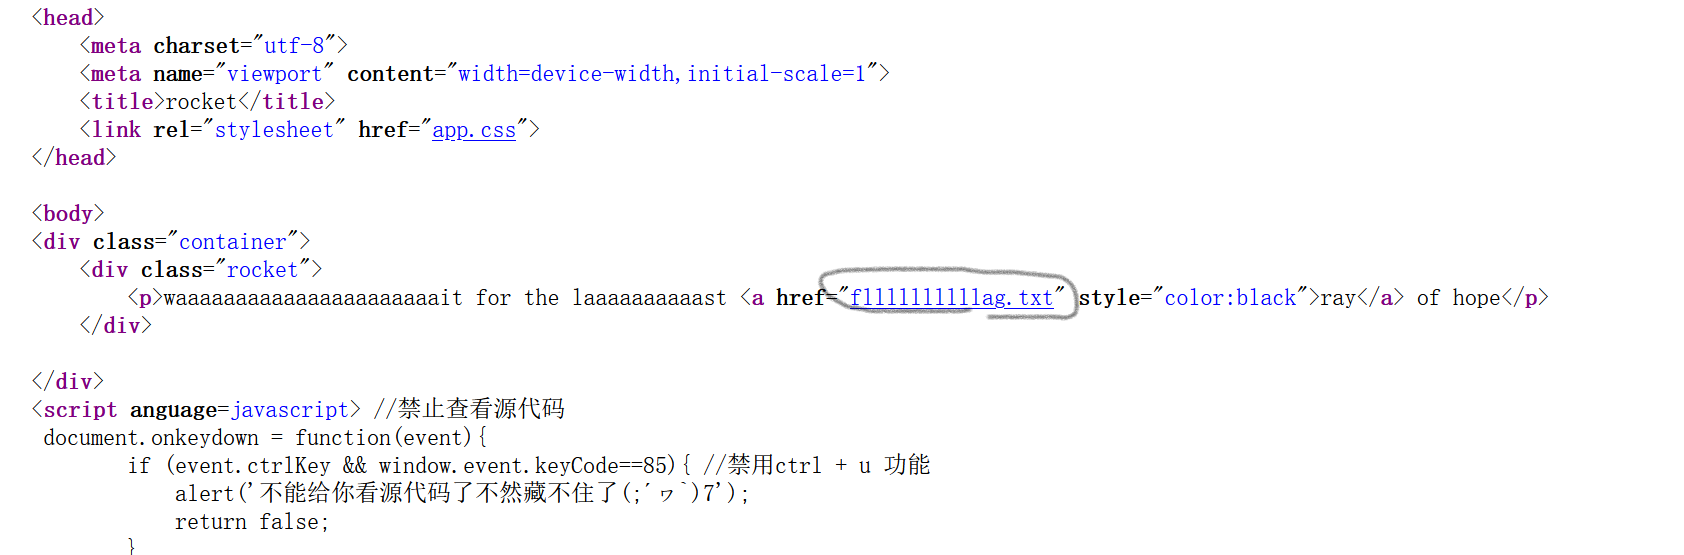 <head>
<meta charset="utf-8">
<meta name="viewport" content="width=device-width,initial-scale=1">
<title>rocket</title>
<link rel="stylesheet" href="app.css">
</head>
<body>
<div class="container">
<div class="rocket">
<p>waaaaaaaaaaaaaaaaaaaaaait for the laaaaaaaaaast <a href="flllllllllllag.txt" style="color:black">ray</a> of hope</p>
</div>
</div>
<script anguage=javascript> //禁止查看源代码
document.onkeydown = function(event){
if (event.ctrlKey && window.event.keyCode==85){ //禁用ctrl + u 功能
alert('不能给你看源代码了不然藏不住了(;´ヮ`)7');
return false;
}